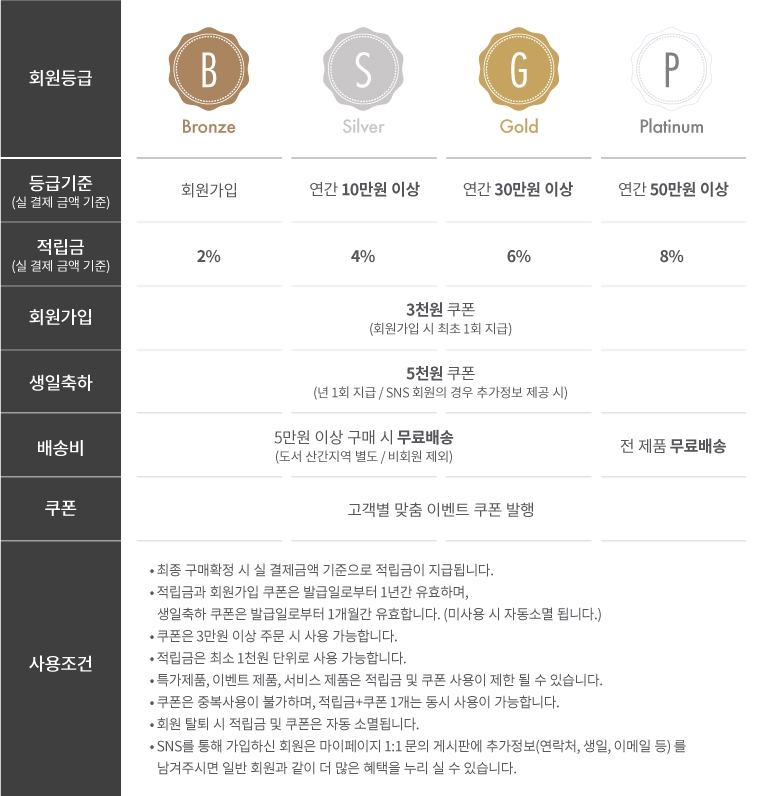 회원등급
B
S
G
P
Bronze
Silver
Gold
Platinum
등급기준
(실 결제 금액 기준)
회원가입
연간 10만원 이상
연간 30만원 이상
연간 50만원 이상
적립금
(실 결제 금액 기준)
2%
4%
6%
8%
회원가입
3천원 쿠폰
(회원가입 시 최초 1회 지급)
생일축하
5천원 쿠폰
(년 1회 지급 / SNS 회원의 경우 추가정보 제공 시)
배송비
5만원 이상 구매 시 무료배송
(도서 산간지역 별도 / 비회원 제외)
전 제품 무료배송
쿠폰
고객별 맞춤 이벤트 쿠폰 발행
사용조건
• 최종 구매확정 시 실 결제금액 기준으로 적립금이 지급됩니다.
• 적립금과 회원가입 쿠폰은 발급일로부터 1년간 유효하며,
생일축하 쿠폰은 발급일로부터 1개월간 유효합니다. (미사용 시 자동소멸 됩니다.)
• 쿠폰은 3만원 이상 주문 시 사용 가능합니다.
• 적립금은 최소 1천원 단위로 사용 가능합니다.
• 특가제품, 이벤트 제품, 서비스 제품은 적립금 및 쿠폰 사용이 제한 될 수 있습니다.
• 쿠폰은 중복사용이 불가하며, 적립금+쿠폰 1개는 동시 사용이 가능합니다.
• 회원 탈퇴 시 적립금 및 쿠폰은 자동 소멸됩니다.
• SNS를 통해 가입하신 회원은 마이페이지 1:1 문의 게시판에 추가정보(연락처, 생일, 이메일 등) 를
남겨주시면 일반 회원과 같이 더 많은 혜택을 누리 실 수 있습니다.